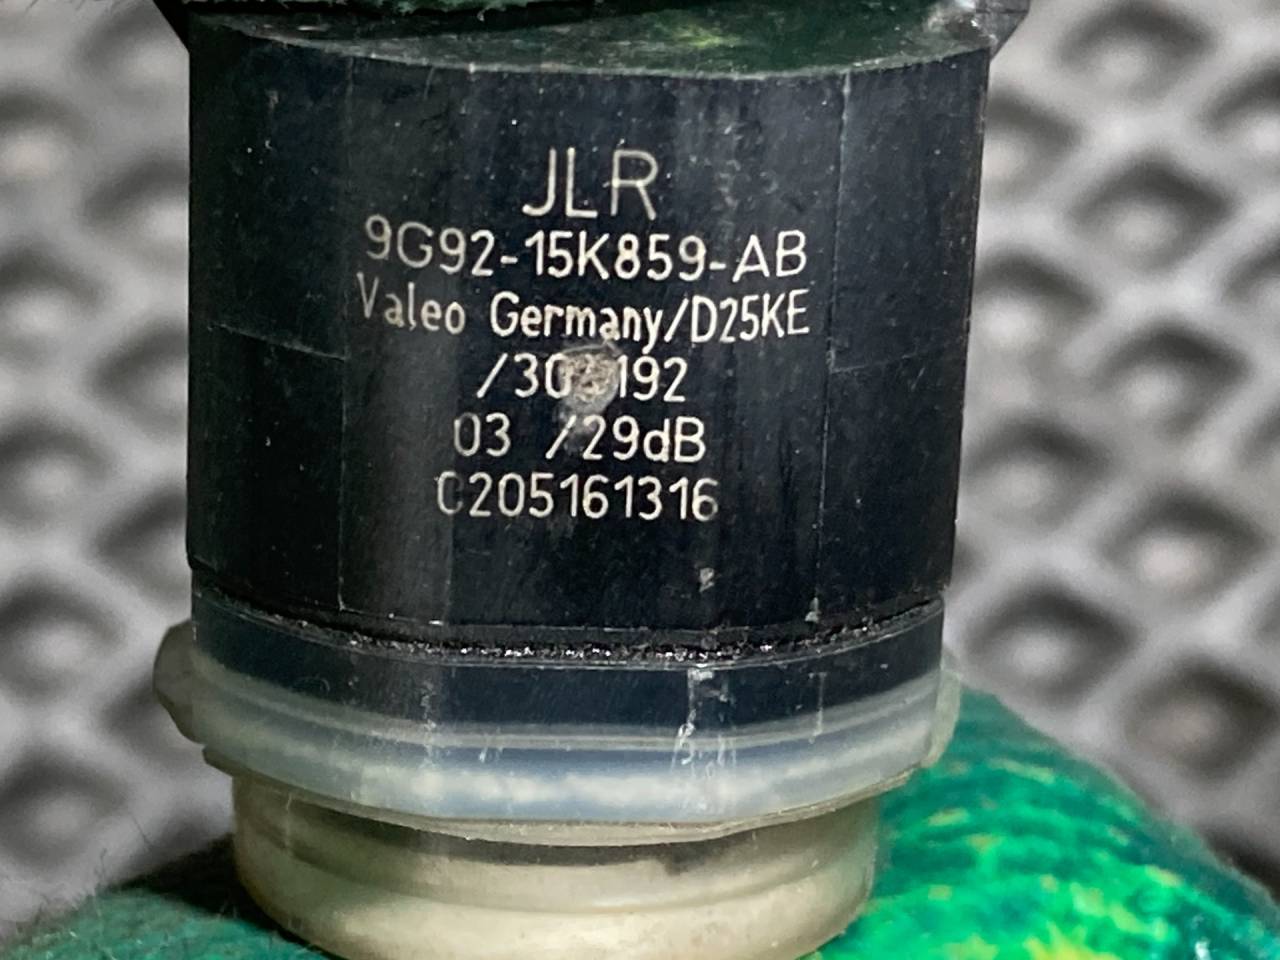 JLR
9G92-15K859-AB
Valeo Germany/D25KE
03 /29dB
C205161316